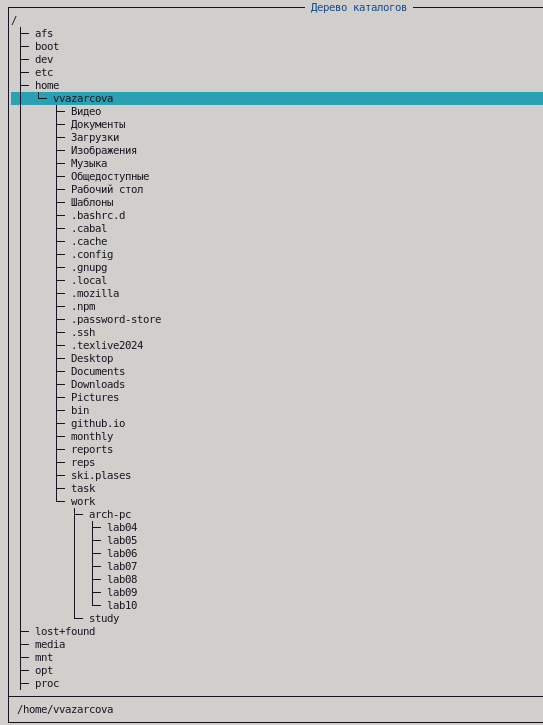 Дерево каталогов
/
afs
boot
dev
etc
home
vvazarcova
Видео
Документы
Загрузки
Изображения
Музыка
Общедоступные
Рабочий стол
Шаблоны
.bashrc.d
.cabal
.cache
.config
.gnupg
.local
.mozilla
.npm
.password-store
.ssh
.texlive2024
Desktop
Documents
Downloads
Pictures
bin
github.io
monthly
reports
reps
ski.plases
task
work
arch-pc
lab04
lab05
lab06
lab07
lab08
lab09
lab10
study
lost+found
media
mnt
opt
proc
/home/vvazarcova